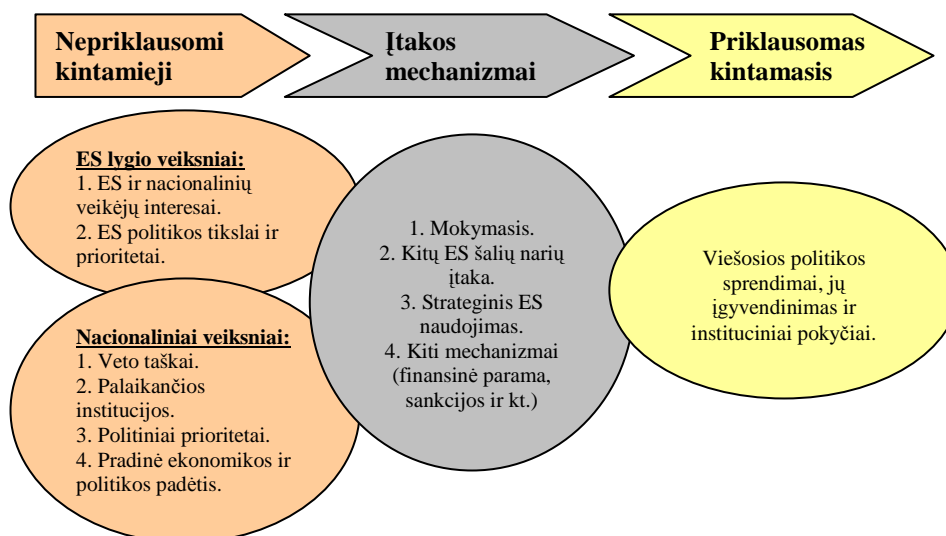 Nepriklausomi
kintamieji
Įtakos
mechanizmai
Priklausomas
kintamasis
ES lygio veiksniai:
1. ES ir nacionalinių
veikėjų interesai.
2. ES politikos tikslai ir
prioritetai.
Nacionaliniai veiksniai:
1. Veto taškai.
2. Palaikančios
institucijos.
3. Politiniai prioritetai.
4. Pradinė ekonomikos ir
politikos padėtis.
1. Mokymasis.
2. Kitų ES šalių narių
įtaka.
3. Strateginis ES
naudojimas.
4. Kiti mechanizmai
(finansinė parama,
sankcijos ir kt.)
Viešosios politikos
sprendimai, jų
įgyvendinimas ir
instituciniai pokyčiai.